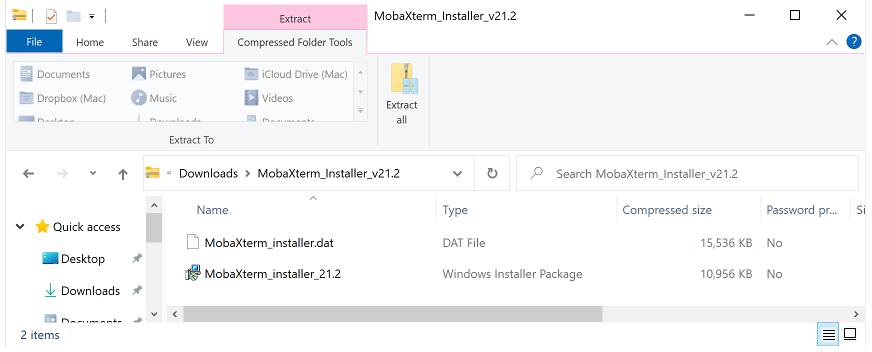 Extract
MobaXterm_Installer_v21.2
File
Home
Share
View
Compressed Folder Tools
Documents
Pictures
iCloud Drive (Mac)
Dropbox (Mac)
Music
Videos
Desktop
Downloads
Documents
Extract To
Extract
all
?
« Downloads > MobaXterm_Installer_v21.2
Search MobaXterm_Installer_v21.2
Name
Type
Compressed size
Password pr...
Si
Quick access
Desktop
Downloads
Documents
MobaXterm_installer.dat
DAT File
15,536 KB
No
MobaXterm_installer_21.2
Windows Installer Package
10,956 KB
No
2 items